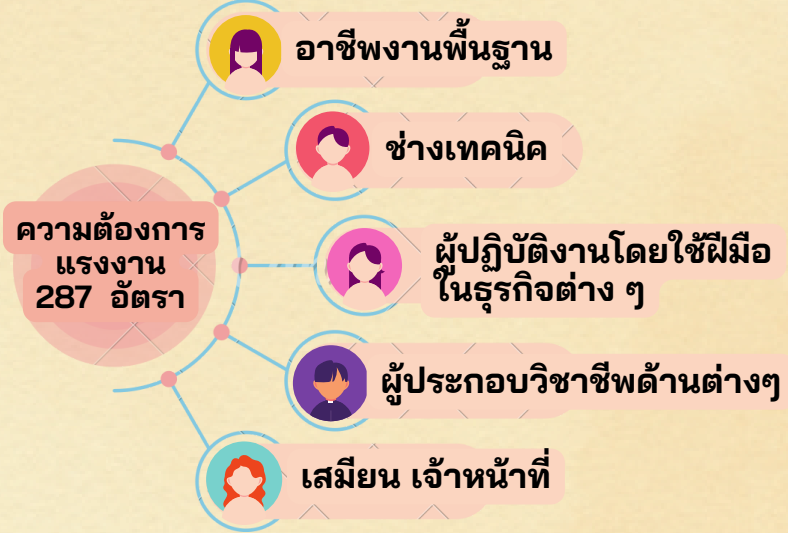 อาชีพงานพื้นฐาน
ช่างเทคนิค
ความต้องการ
แรงงาน
287 อัตรา
ผู้ปฏิบัติงานโดยใช้ฝีมือ
ในธุรกิจต่าง ๆ
ผู้ประกอบวิชาชีพด้านต่างๆ
เสมียน เจ้าหน้าที่